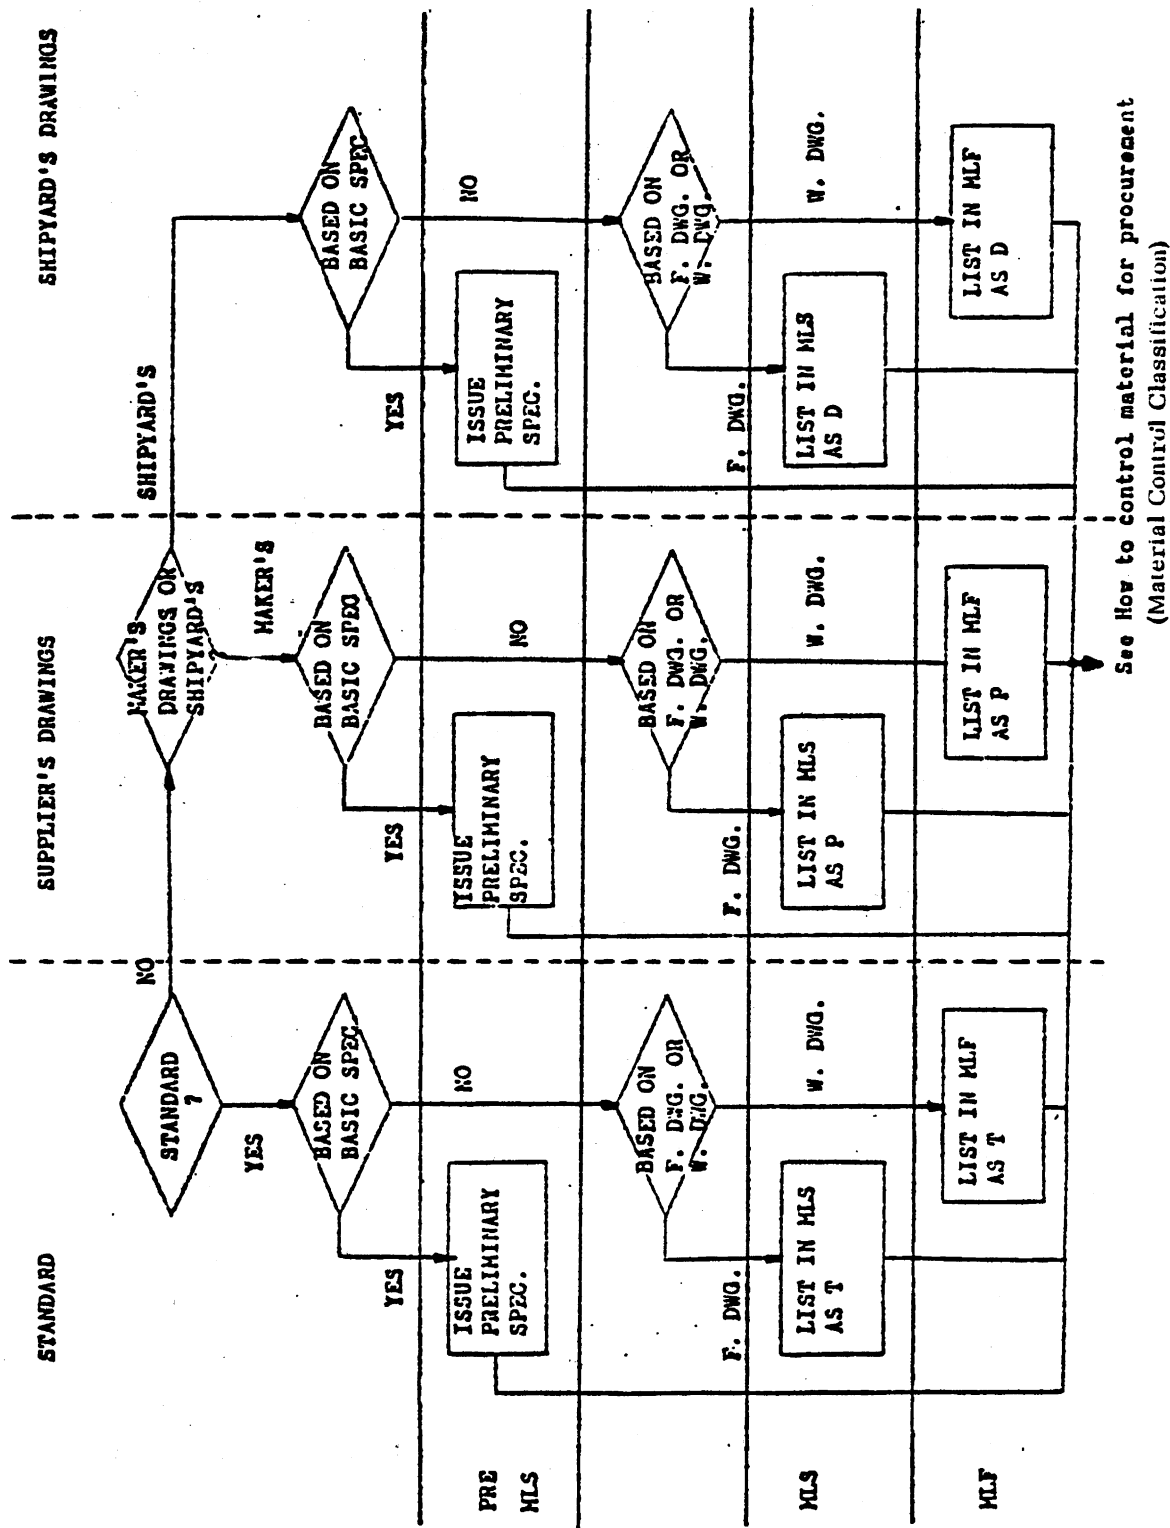 STANDARD
SUPPLIER'S DRAWINGS
SHIPYARD'S DRAWINGS
STANDARD
?
NO
MAKER'S
DRAWINGS OR
SHIPYARD'S
SHIPYARD'S
YES
MAKER'S
BASED ON
BASIC SPEC
BASED ON
BASIC SPEC
BASED ON
BASIC SPEC
YES
NO
YES
NO
YES
NO
PRE
MLS
ISSUE
PRELIMINARY
SPEC.
ISSUE
PRELIMINARY
SPEC.
ISSUE
PRELIMINARY
SPEC.
BASED ON
F. DWG. OR
W. DWG.
BASED ON
F. DWG. OR
W. DWG.
BASED ON
F. DWG. OR
W. DWG.
F. DWG.
W. DWG.
F. DWG.
W. DWG.
F. DWG.
W. DWG.
MLS
LIST IN MLS
AS T
LIST IN MLS
AS P
LIST IN MLS
AS D
MLF
LIST IN MLF
AS T
LIST IN MLF
AS P
LIST IN MLF
AS D
See How to control material for procurement
(Material Control Classification)